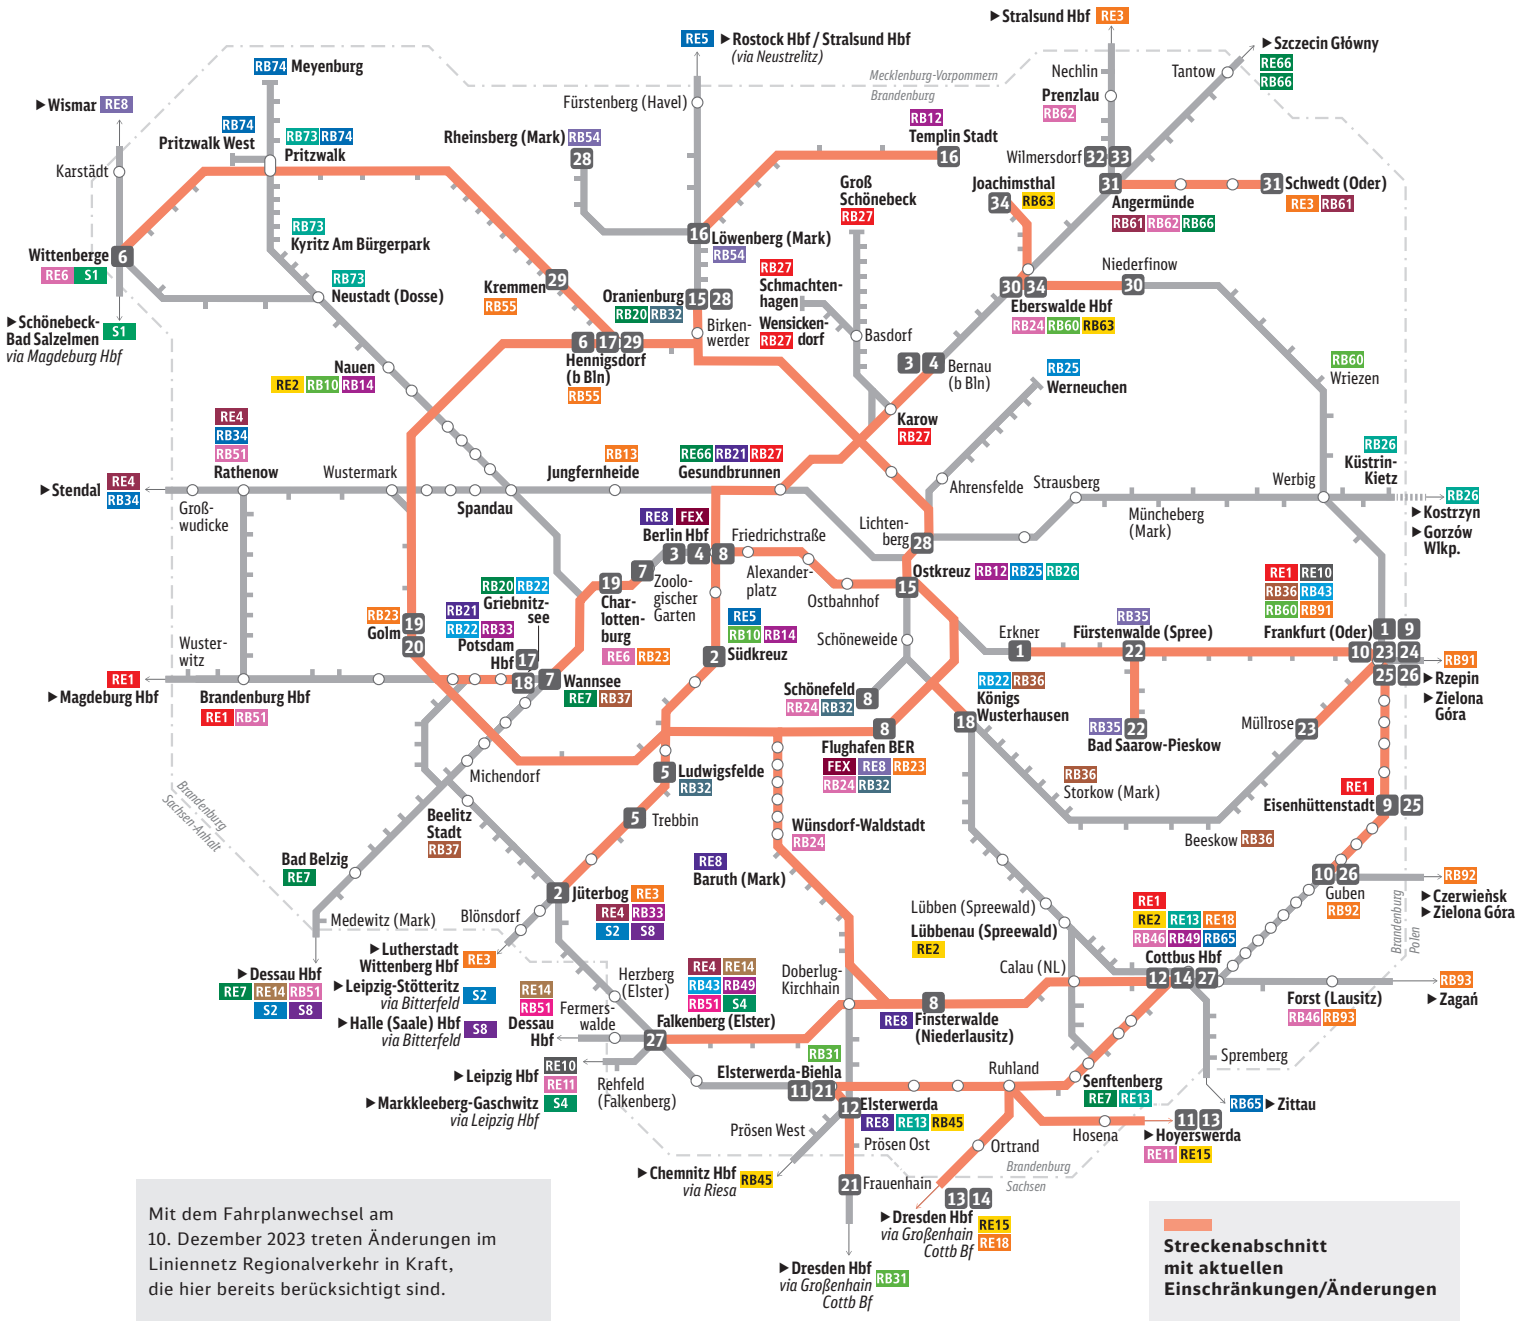 ▶ Stralsund Hbf RE3
RE5 ▶ Rostock Hbf / Stralsund Hbf
(via Neustrelitz)
▶ Szczecin Główny
RE66
RB66
Nechlin
Tantow
RB74 Meyenburg
Mecklenburg-Vorpommern
Brandenburg
Prenzlau
RB62
▶ Wismar RE8
Fürstenberg (Havel)
RB74
Pritzwalk West
RB73 RB74
Pritzwalk
Rheinsberg (Mark) RB54
28
RB12
Templin Stadt
16
Wilmersdorf 32 33
Karstädt
Groß
Schönebeck
RB27
Joachimsthal
34 RB63
31
Angermünde
RB61 RB62 RB66
31 Schwedt (Oder)
RE3 RB61
RB73
Kyritz Am Bürgerpark
16 Löwenberg (Mark)
RB54
Wittenberge 6
RE6 S1
RB73
Neustadt (Dosse)
Kremmen 29
RB55
Oranienburg 15 28
RB20 RB32
RB27
Schmachten-
hagen
Wensicken-
dorf
RB27
Niederfinow
30
30 34
Eberswalde Hbf
RB24 RB60 RB63
▶ Schönebeck-
Bad Salzelmen S1
via Magdeburg Hbf
Birken-
werder
Basdorf
6 17 29
Hennigsdorf
(b Bln)
RB55
3 4 Bernau
(b Bln)
Nauen
RE2 RB10 RB14
RB25
Werneuchen
RB60
Wriezen
RE4
RB34
RB51
Rathenow
Karow
RB27
Wustermark
RB13
Jungfernheide
RE66 RB21 RB27
Gesundbrunnen
RB26
Küstrin-
Kietz
▶ Stendal RE4
RB34
Groß-
wudicke
Spandau
Ahrensfelde
Strausberg
Werbig
Müncheberg
(Mark)
RB26
▶ Kostrzyn
▶ Gorzów
Wlkp.
RE8 FEX
Berlin Hbf
3 4 8
Friedrichstraße
Lichten-
berg 28
7
Zoolo-
gischer
Garten
Alexander-
platz
Ostbahnhof
Ostkreuz RB12 RB25 RB26
15
19
Char-
lottenburg
RE6 RB23
RB20 RB22
Griebnitz-
see
RB21
RB22 RB33
Potsdam
Hbf
17
18 7
Wannsee
RE7 RB37
RB23
Golm
19
20
RE5
RB10 RB14
2 Südkreuz
Schöneweide
RE1 RE10
RB36 RB43
RB60 RB91
Frankfurt (Oder)
1 9
10 23 24
25 26
Erkner
1
RB35
Fürstenwalde (Spree)
22
RB91
▶ Rzepin
▶ Zielona
Góra
Wuster-
witz
RE1
▶ Magdeburg Hbf
Brandenburg Hbf
RE1 RB51
Schönefeld 8
RB24 RB32
RB22 RB36
Königs
Wusterhausen
18
RB35 22
Bad Saarow-Pieskow
Müllrose 23
8
Flughafen BER
FEX RE8 RB23
RB24 RB32
Michendorf
5 Ludwigsfelde
RB32
RB36
Storkow (Mark)
RE1
Eisenhüttenstadt
9 25
Brandenburg
Sachsen-Anhalt
Beelitz
Stadt
RB37
5 Trebbin
Wünsdorf-Waldstadt
RB24
Beeskow RB36
Bad Belzig
RE7
RE8
Baruth (Mark)
10 26
Guben
RB92
RB92
▶ Czerwieńsk
▶ Zielona Góra
Medewitz (Mark)
Blönsdorf
2 Jüterbog RE3
RE4 RB33
S2 S8
Lübben (Spreewald)
Lübbenau (Spreewald)
RE2
RE1
RE2 RE13 RE18
RB46 RB49 RB65
Cottbus Hbf
12 14 27
Brandenburg
Polen
▶ Lutherstadt
Wittenberg Hbf RE3
▶ Dessau Hbf
RE7 RE14 RB51
S2 S8
▶ Leipzig-Stötteritz S2
via Bitterfeld
▶ Halle (Saale) Hbf S8
via Bitterfeld
Herzberg
(Elster)
RE14
RB51
Dessau
Hbf
Fermers-
walde
RE4 RE14
RB43 RB49
RB51 S4
Falkenberg (Elster)
27
Doberlug-
Kirchhain
Calau (NL)
8
RE8 Finsterwalde
(Niederlausitz)
Forst (Lausitz)
RB46 RB93
RB93
▶ Zagań
Spremberg
RE10
▶ Leipzig Hbf
RE11
▶ Markkleeberg-Gaschwitz S4
via Leipzig Hbf
Rehfeld
(Falkenberg)
RB31
Elsterwerda-Biehla
11 21
Ruhland
Senftenberg
RE7 RE13
RB65 ▶ Zittau
12 Elsterwerda
RE8 RE13 RB45
Prösen West
Prösen Ost
Hosena
11 13
▶ Hoyerswerda
RE11 RE15
Ortrand
▶ Chemnitz Hbf RB45
via Riesa
21 Frauenhain
Brandenburg
Sachsen
13 14
▶ Dresden Hbf
via Großenhain
Cottb Bf
RE15
RE18
▶ Dresden Hbf
via Großenhain
Cottb Bf
RB31
Mit dem Fahrplanwechsel am
10. Dezember 2023 treten Änderungen im
Liniennetz Regionalverkehr in Kraft,
die hier bereits berücksichtigt sind.
Streckenabschnitt
mit aktuellen
Einschränkungen/Änderungen